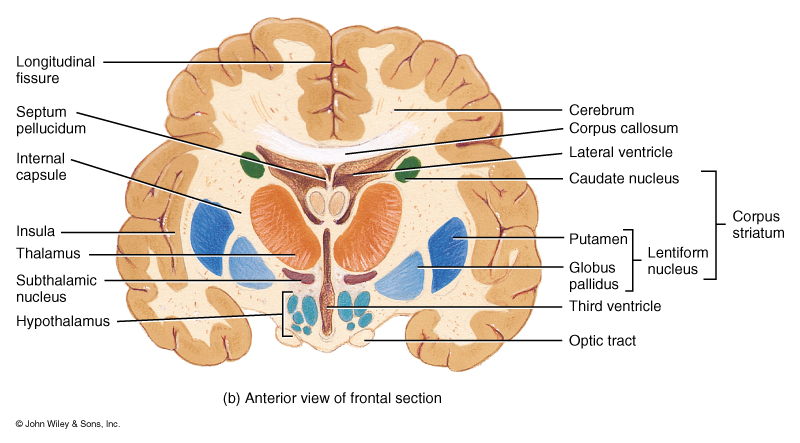 Longitudinal
fissure
Septum
pellucidum
Internal
capsule
Insula
Thalamus
Subthalamic
nucleus
Hypothalamus
Cerebrum
Corpus callosum
Lateral ventricle
Caudate nucleus
Putamen
Globus
pallidus
Lentiform
nucleus
Corpus
striatum
Third ventricle
Optic tract
(b) Anterior view of frontal section
© John Wiley & Sons, Inc.